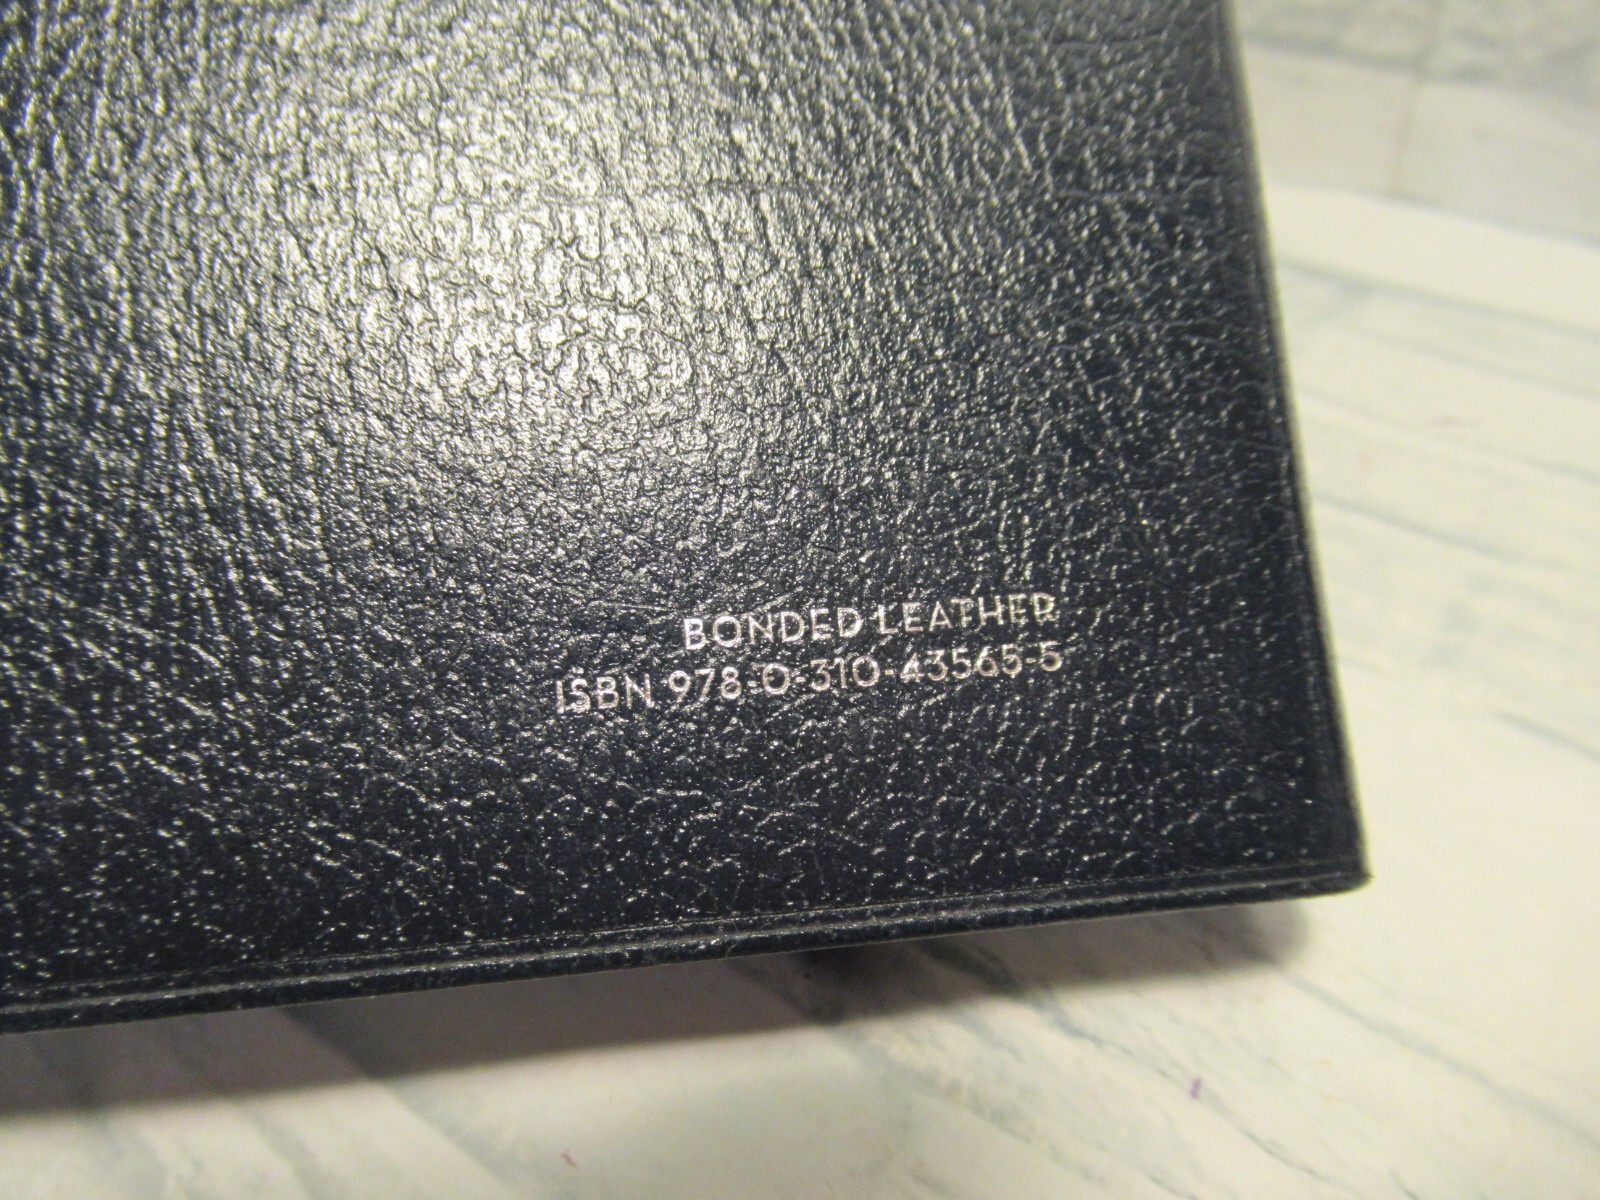 BONDED LEATHER
ISBN 978-0-310-43565-5